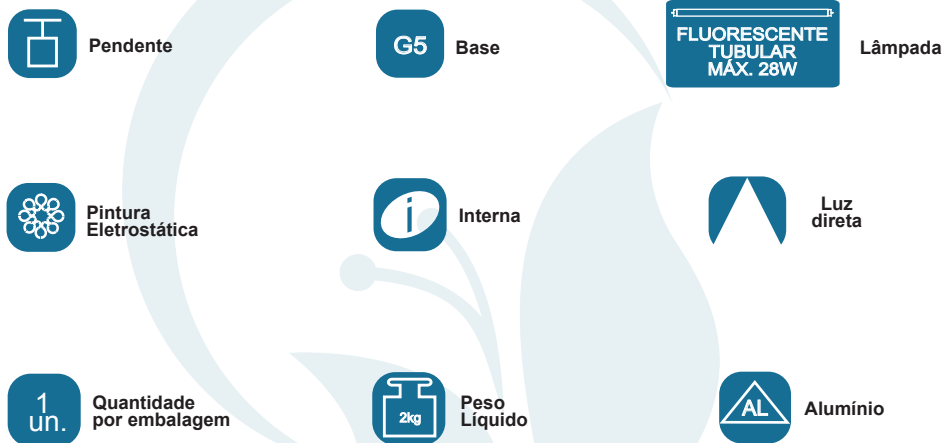 Pendente
G5
Base
FLUORESCENTE
TUBULAR
MÁX. 28W
Lâmpada
Pintura
Eletrostática
i
Interna
Luz
direta
1
un.
Quantidade
por embalagem
2kg
Peso
Líquido
AL
Alumínio